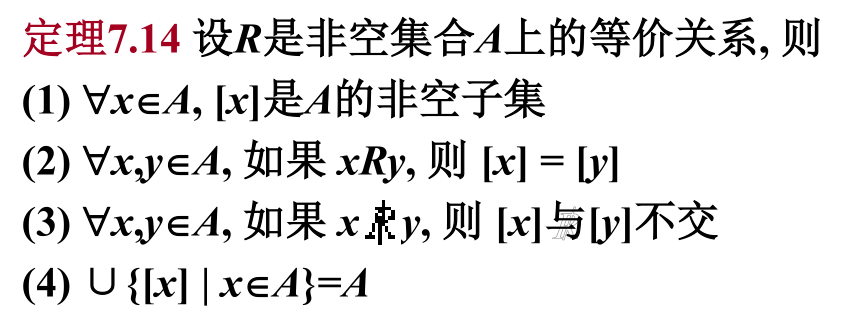 定理7.14 设R是非空集合A上的等价关系, 则
(1) ∀x∈A, [x]是A的非空子集
(2) ∀x,y∈A, 如果 xRy, 则 [x] = [y]
(3) ∀x,y∈A, 如果 x R̸ y, 则 [x]与[y]不交
(4) ∪{[x] | x∈A}=A